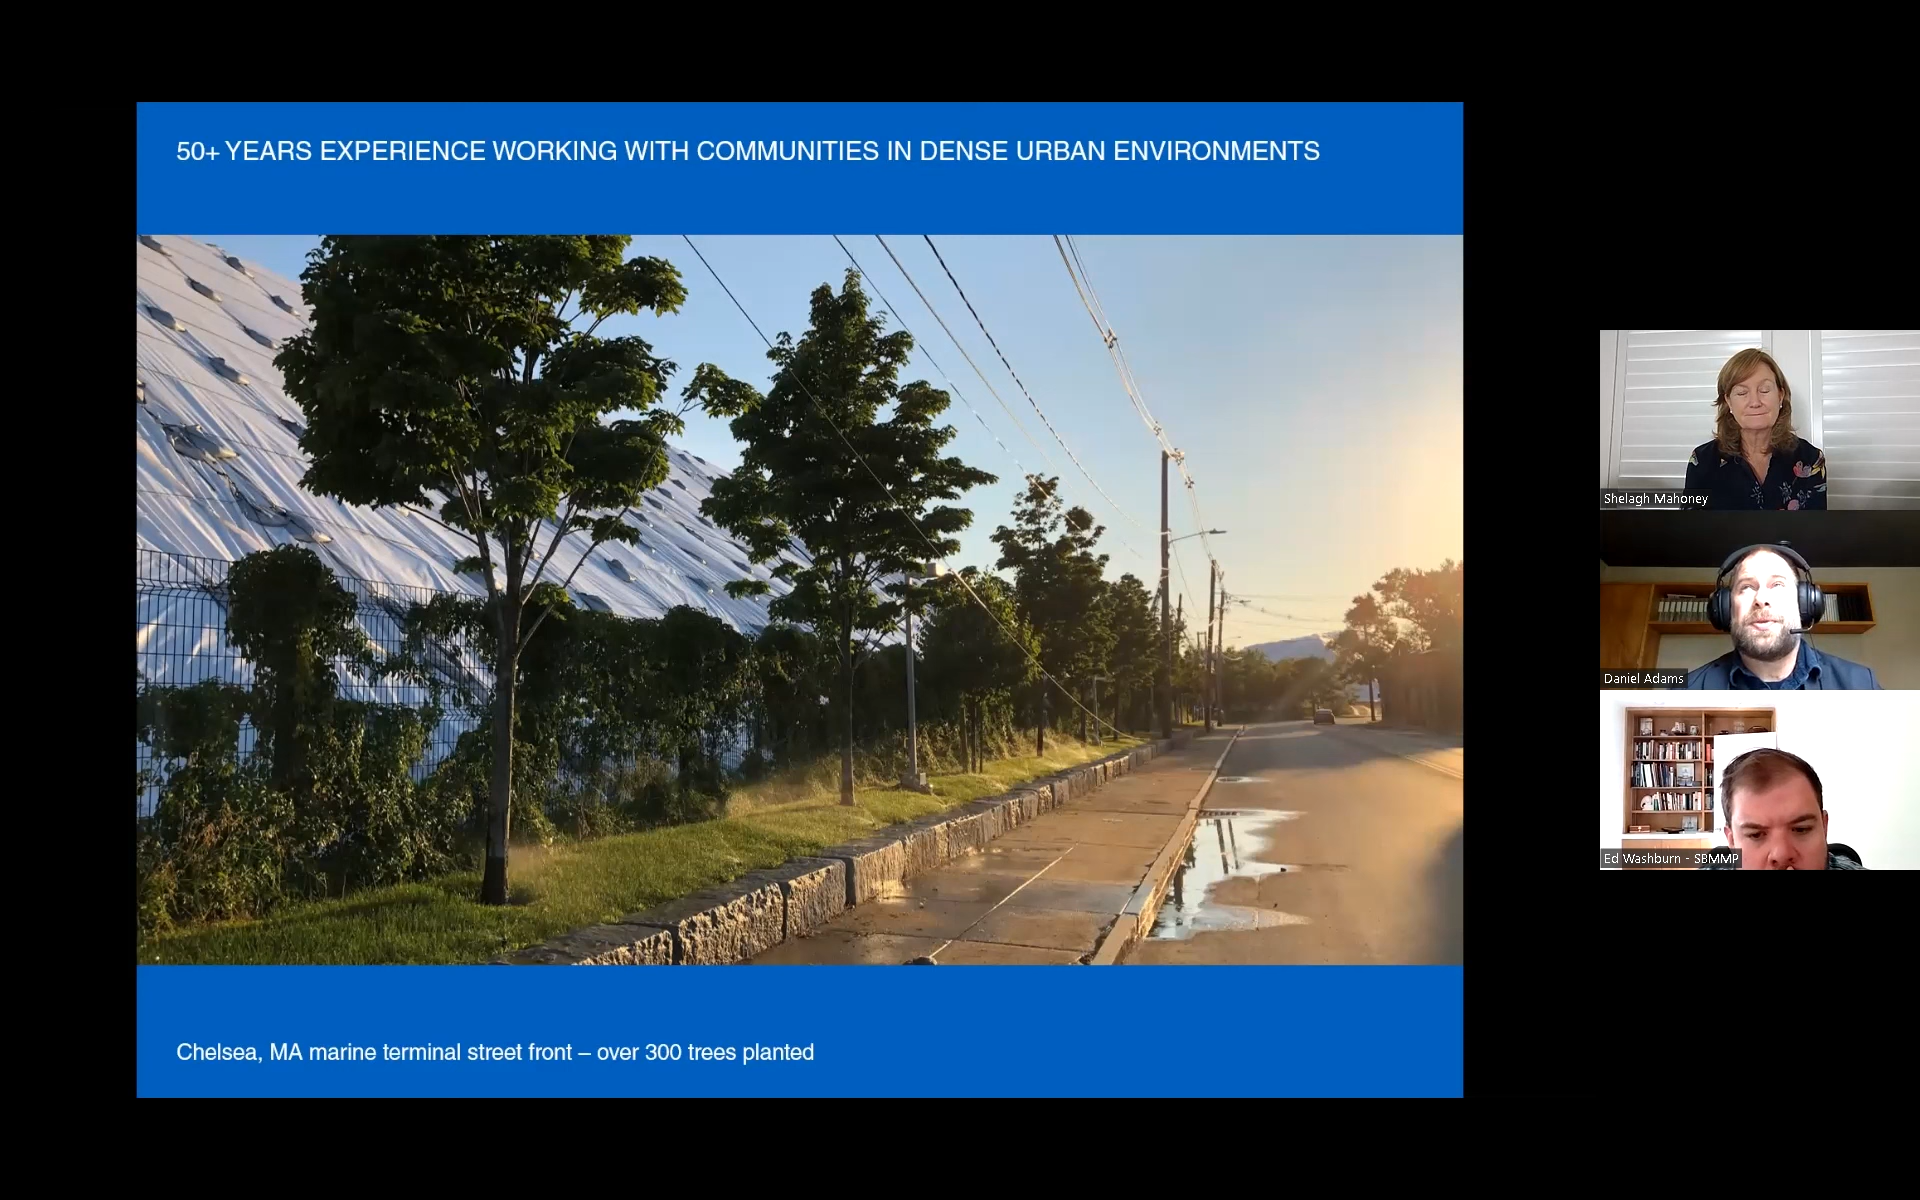 50+ YEARS EXPERIENCE WORKING WITH COMMUNITIES IN DENSE URBAN ENVIRONMENTS
Chelsea, MA marine terminal street front – over 300 trees planted
Shelagh Mahoney
Daniel Adams
Ed Washburn - SBMMP